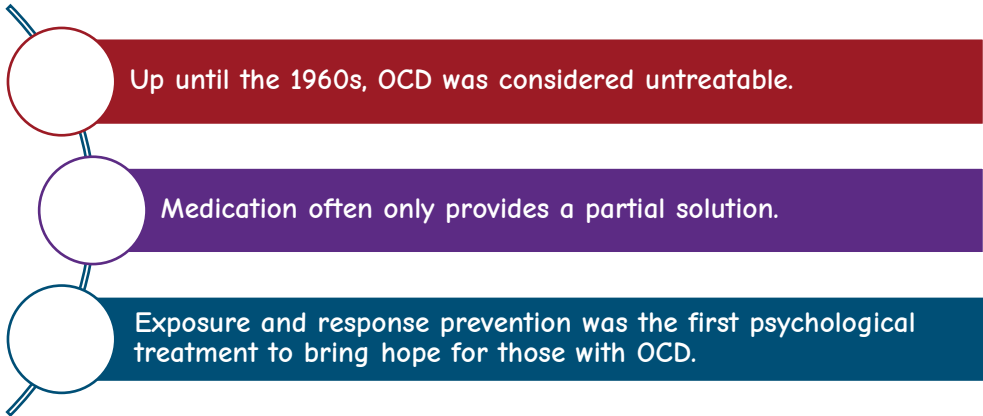 Up until the 1960s, OCD was considered untreatable.
Medication often only provides a partial solution.
Exposure and response prevention was the first psychological
treatment to bring hope for those with OCD.